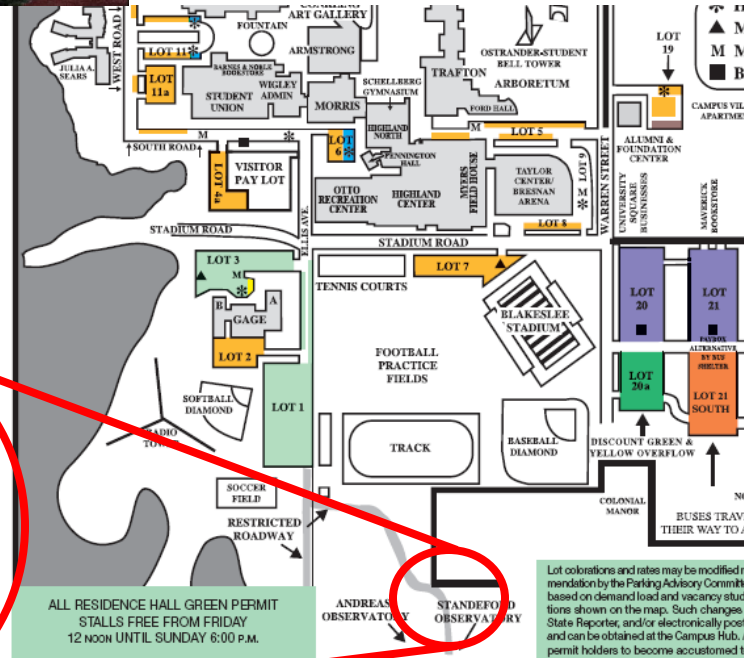 ART GALLERY
FOUNTAIN
WEST ROAD
JULIA A.
SEARS
LOT 11
LOT
11a
BARNES & NOBLE
BOOKSTORE
STUDENT
UNION
WIGLEY
ADMIN
ARMSTRONG
MORRIS
SCHELLBERG
GYMNASIUM
TRAFTON
OSTRANDER-STUDENT
BELL TOWER
ARBORETUM
FORD HALL
LOT
19
M
M M
B
CAMPUS VIL
APARTME
ALUMNI &
FOUNDATION
CENTER
M
SOUTH ROAD
LOT 4a
VISITOR
PAY LOT
LOT
6
HIGHLAND
NORTH
PENNINGTON
HALL
OTTO
RECREATION
CENTER
HIGHLAND
CENTER
MYERS
FIELD HOUSE
M
LOT 5
TAYLOR
CENTER/
BRESNAN
ARENA
LOT 9
M
LOT 8
WARREN STREET
UNIVERSITY
SQUARE
BUSINESSES
MAVERICK
BOOKSTORE
STADIUM ROAD
ELLIS AVE.
STADIUM ROAD
LOT 3
M
B
A
GAGE
LOT 2
TENNIS COURTS
LOT 7
BLAKESLEE
STADIUM
LOT
20
LOT
21
PAYBOX
ALTERNATIVE
BY BUS
SHELTER
LOT
20a
LOT 21
SOUTH
FOOTBALL
PRACTICE
FIELDS
SOFTBALL
DIAMOND
LOT 1
RADIO
TOWER
TRACK
BASEBALL
DIAMOND
DISCOUNT GREEN &
YELLOW OVERFLOW
SOCCER
FIELD
RESTRICTED
ROADWAY
COLONIAL
MANOR
NO
BUSES TRAVE
THEIR WAY TO A
ANDREAS
OBSERVATORY
STANDEFORD
OBSERVATORY
ALL RESIDENCE HALL GREEN PERMIT
STALLS FREE FROM FRIDAY
12 NOON UNTIL SUNDAY 6:00 P.M.
Lot colorations and rates may be modified
mendation by the Parking Advisory Committe
based on demand load and vacancy stud
tions shown on the map. Such changes
State Reporter, and/or electronically post
and can be obtained at the Campus Hub.
permit holders to become accustomed t